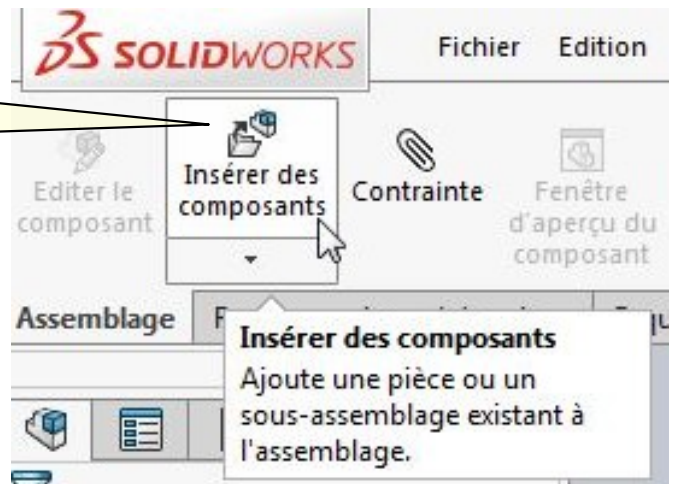 SOLIDWORKS Fichier Edition
Editer le
composant
Insérer des
composants
Contrainte
Fenêtre
d'aperçu du
composant
Assemblage
Insérer des composants
Ajoute une pièce ou un
sous-assemblage existant à
l'assemblage.